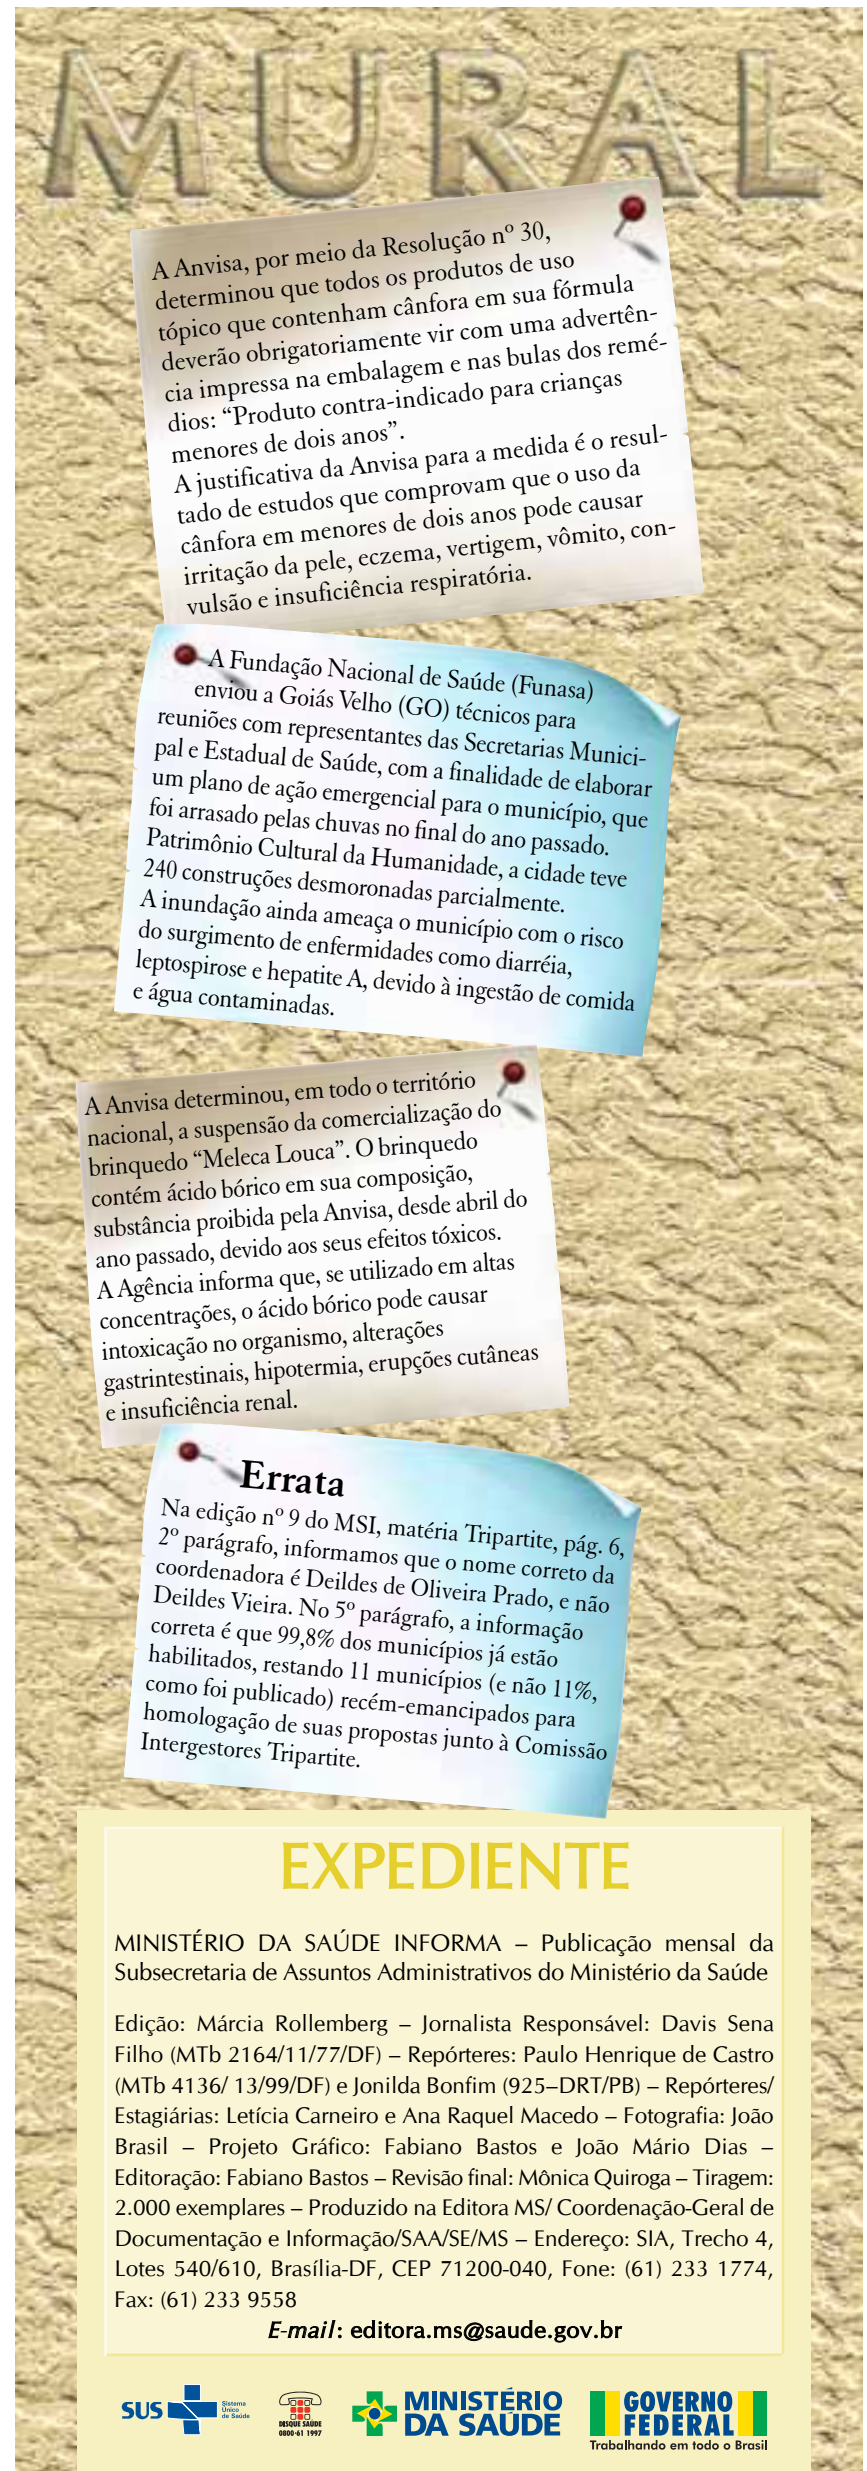 MURAL
A Anvisa, por meio da Resolução nº 30,
determinou que todos os produtos de uso
tópico que contenham cânfora em sua fórmula
deverão obrigatoriamente vir com uma advertên-
cia impressa na embalagem e nas bulas dos remé-
dios: “Produto contra-indicado para crianças
menores de dois anos”.
A justificativa da Anvisa para a medida é o resul-
tado de estudos que comprovam que o uso da
cânfora em menores de dois anos pode causar
irritação da pele, eczema, vertigem, vômito, con-
vulsão e insuficiência respiratória.
A Fundação Nacional de Saúde (Funasa)
enviou a Goiás Velho (GO) técnicos para
reuniões com representantes das Secretarias Munici-
pal e Estadual de Saúde, com a finalidade de elaborar
um plano de ação emergencial para o município, que
foi arrasado pelas chuvas no final do ano passado.
Patrimônio Cultural da Humanidade, a cidade teve
240 construções desmoronadas parcialmente.
A inundação ainda ameaça o município com o risco
do surgimento de enfermidades como diarréia,
leptospirose e hepatite A, devido à ingestão de comida
e água contaminadas.
A Anvisa determinou, em todo o território
nacional, a suspensão da comercialização do
brinquedo “Meleca Louca”. O brinquedo
contém ácido bórico em sua composição,
substância proibida pela Anvisa, desde abril do
ano passado, devido aos seus efeitos tóxicos.
A Agência informa que, se utilizado em altas
concentrações, o ácido bórico pode causar
intoxicação no organismo, alterações
gastrintestinais, hipotermia, erupções cutâneas
e insuficiência renal.
Errata
Na edição nº 9 do MSI, matéria Tripartite, pág. 6,
2º parágrafo, informamos que o nome correto da
coordenadora é Deildes de Oliveira Prado, e não
Deildes Vieira. No 5º parágrafo, a informação
correta é que 99,8% dos municípios já estão
habilitados, restando 11 municípios (e não 11%,
como foi publicado) recém-emancipados para
homologação de suas propostas junto à Comissão
Intergestores Tripartite.
EXPEDIENTE
MINISTÉRIO DA SAÚDE INFORMA – Publicação mensal da
Subsecretaria de Assuntos Administrativos do Ministério da Saúde
Edição: Márcia Rollemberg – Jornalista Responsável: Davis Sena
Filho (MTb 2164/11/77/DF) – Repórteres: Paulo Henrique de Castro
(MTb 4136/ 13/99/DF) e Jonilda Bonfim (925–DRT/PB) – Repórteres/
Estagiárias: Letícia Carneiro e Ana Raquel Macedo – Fotografia: João
Brasil – Projeto Gráfico: Fabiano Bastos e João Mário Dias –
Editoração: Fabiano Bastos – Revisão final: Mônica Quiroga – Tiragem:
2.000 exemplares – Produzido na Editora MS/ Coordenação-Geral de
Documentação e Informação/SAA/SE/MS – Endereço: SIA, Trecho 4,
Lotes 540/610, Brasília-DF, CEP 71200-040, Fone: (61) 233 1774,
Fax: (61) 233 9558
E-mail: editora.ms@saude.gov.br
SUS
Sistema
Único
de Saúde
DISQUE SAÚDE
0800-61 1997
MINISTÉRIO
DA SAÚDE
GOVERNO
FEDERAL
Trabalhando em todo o Brasil